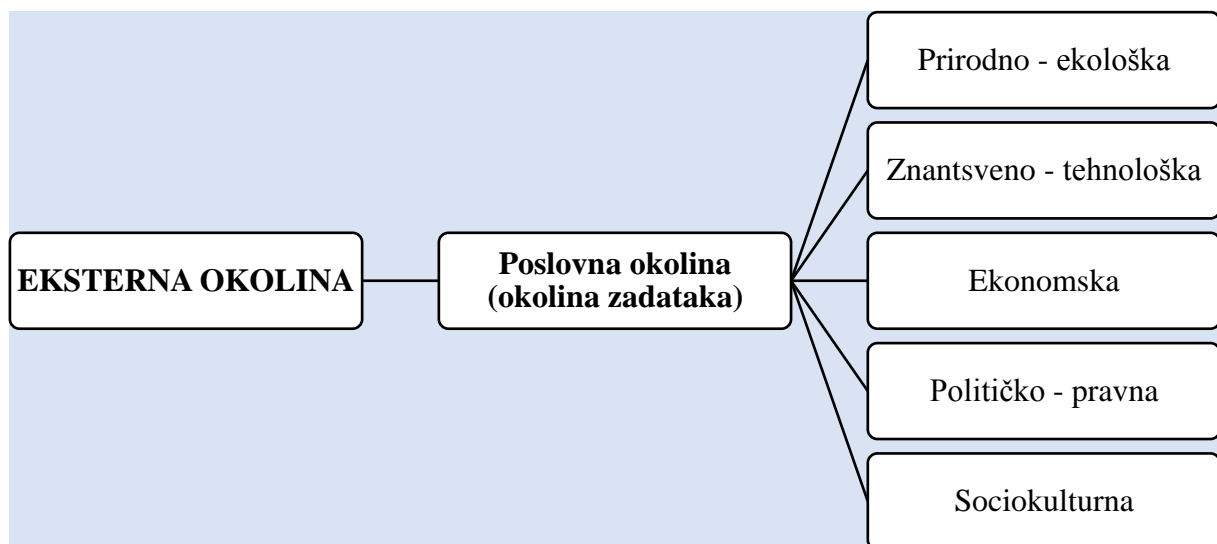 EKSTERNA OKOLINA
Poslovna okolina
(okolina zadataka)
Prirodno - ekološka
Znantsveno - tehnološka
Ekonomska
Političko - pravna
Sociokulturna